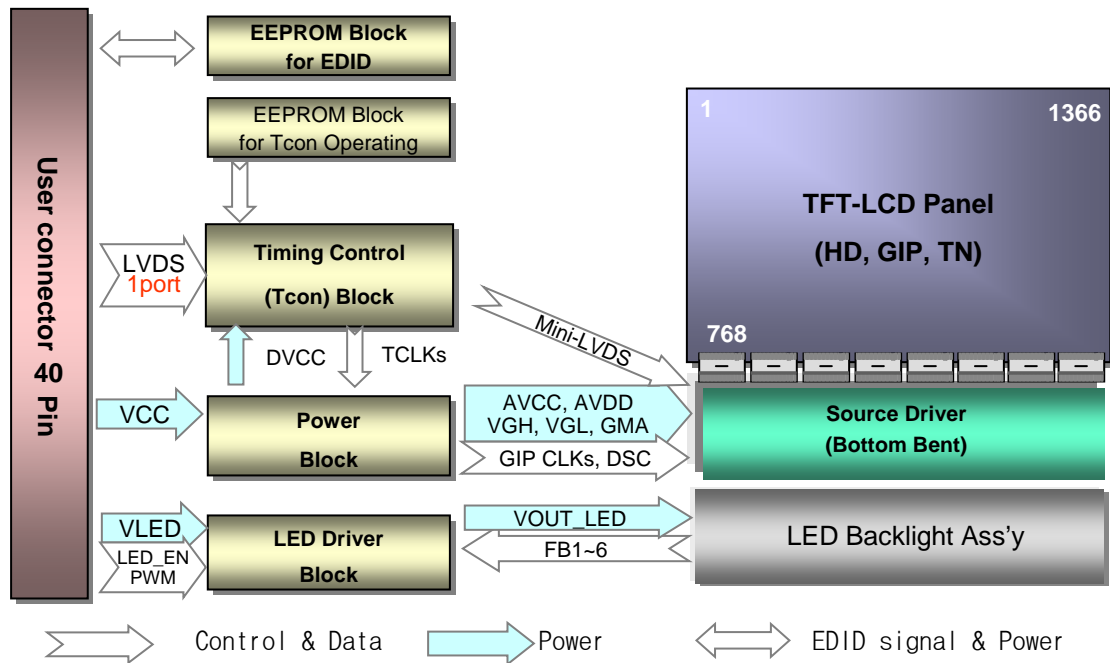 User connector 40 Pin
EEPROM Block
for EDID
EEPROM Block
for Tcon Operating
LVDS
1port
Timing Control
(Tcon) Block
DVCC
TCLKs
Mini-LVDS
VCC
Power
Block
AVCC, AVDD
VGH, VGL, GMA
GIP CLKs, DSC
VLED
LED_EN
PWM
LED Driver
Block
VOUT_LED
FB1~6
1
1366
TFT-LCD Panel
(HD, GIP, TN)
768
Source Driver
(Bottom Bent)
LED Backlight Ass'y
Control & Data
Power
EDID signal & Power